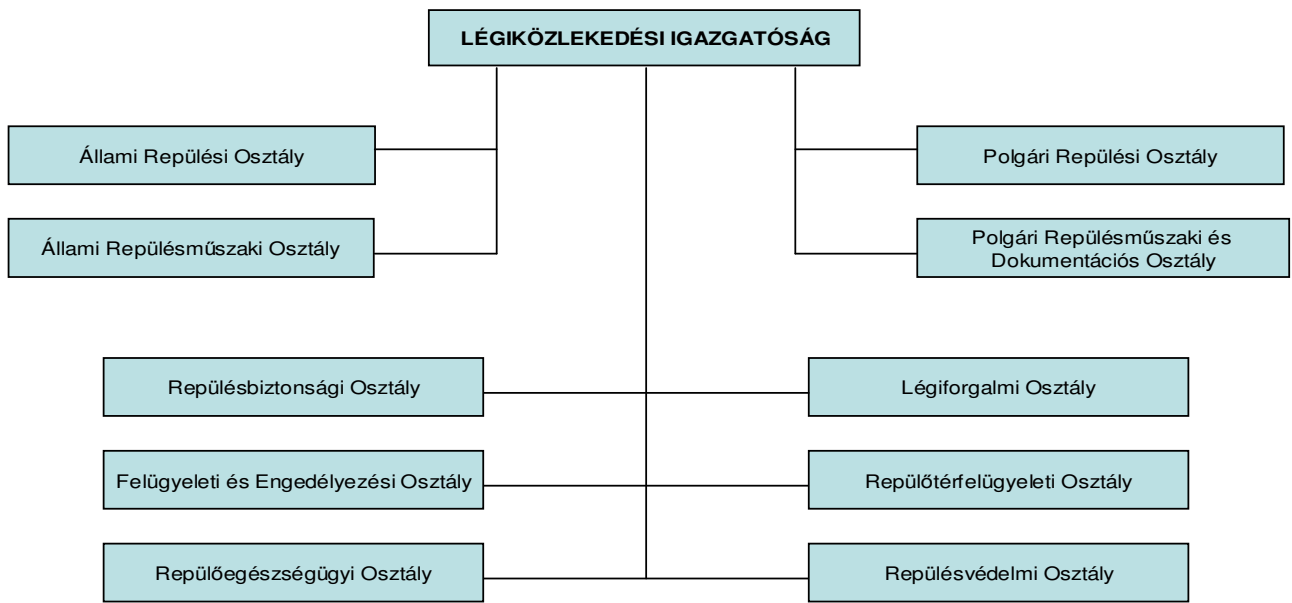 LÉGIKÖZLEKEDÉSI IGAZGATÓSÁG
Állami Repülési Osztály
Polgári Repülési Osztály
Állami Repülésműszaki Osztály
Polgári Repülésműszaki és
Dokumentációs Osztály
Repülésbiztonsági Osztály
Légiforgalmi Osztály
Felügyeleti és Engedélyezési Osztály
Repülőtérfelügyeleti Osztály
Repülőegészségügyi Osztály
Repülésvédelmi Osztály